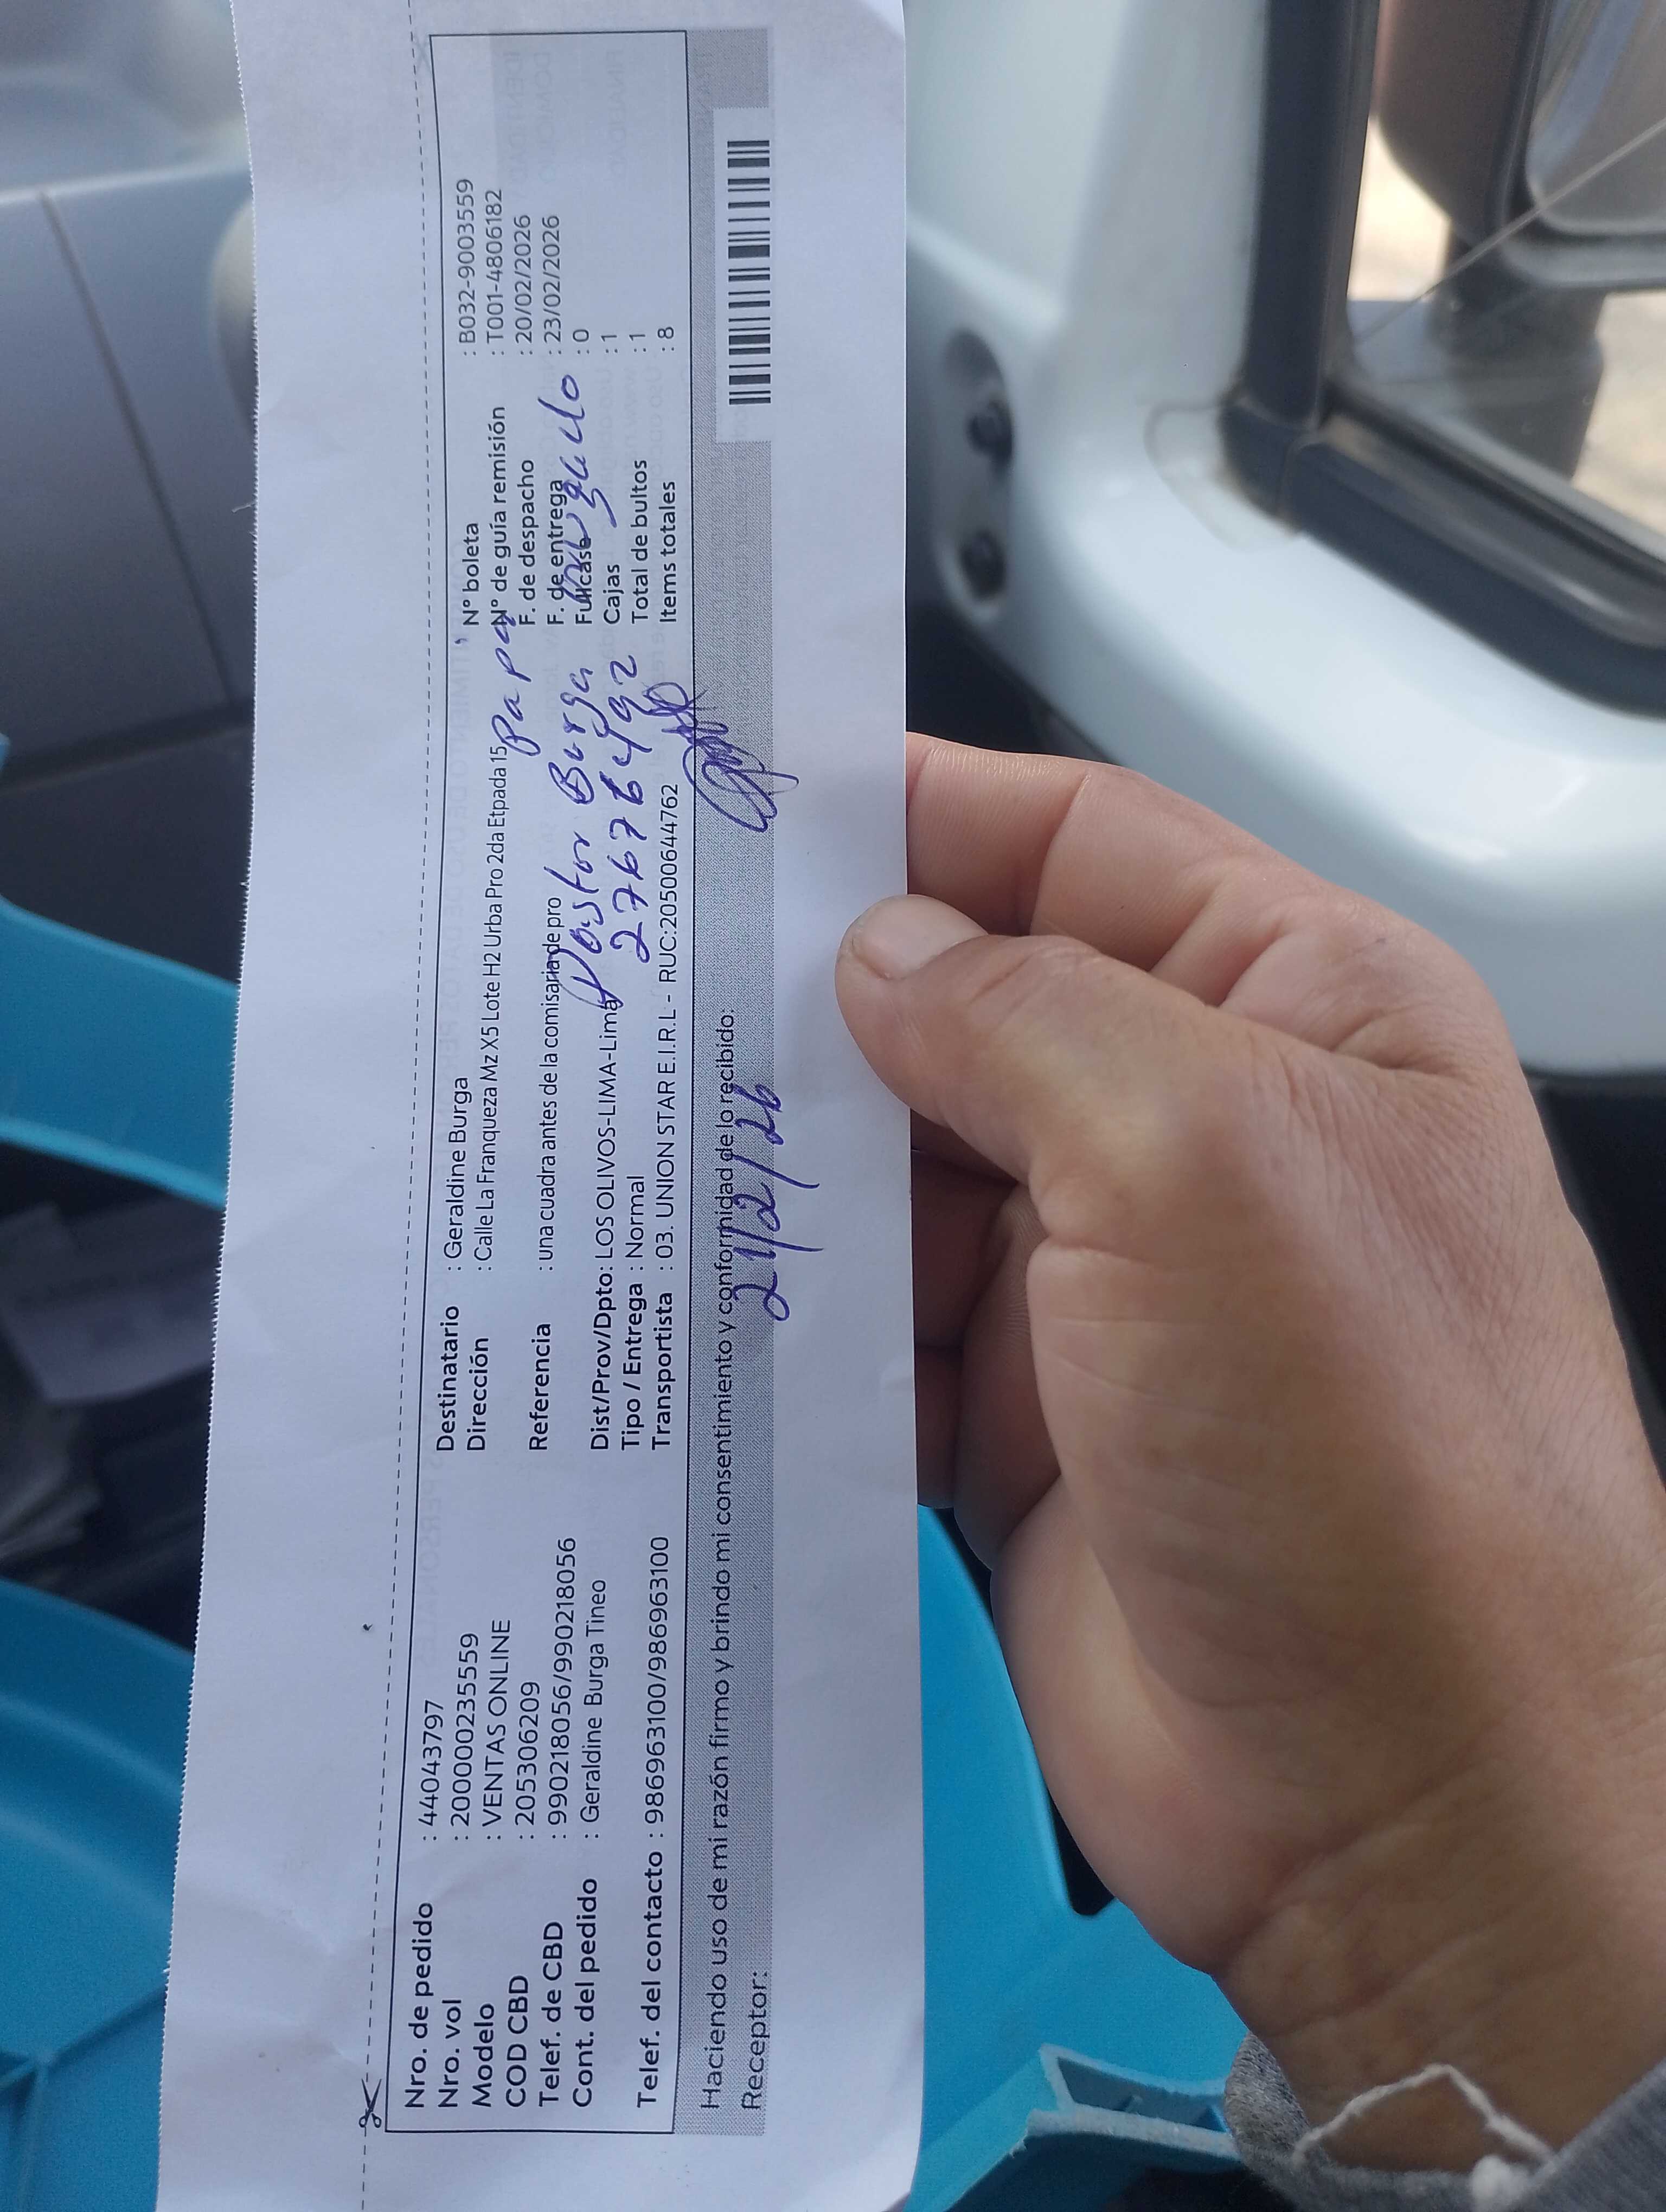 Nro. de pedido : 44043797
Nro. vol : 200000235559
Modelo : VENTAS ONLINE
COD CBD : 205306209
Telef. de CBD : 990218056/990218056
Cont. del pedido : Geraldine Burga Tineo
Telef. del contacto : 986963100/986963100
Destinatario : Geraldine Burga
Dirección : Calle La Franqueza Mz X5 Lote H2 Urba Pro 2da Etpada 15
Referencia : una cuadra antes de la comisaria de pro
Dist/Prov/Dpto: LOS OLIVOS-LIMA-Lima
Tipo / Entrega : Normal
Transportista : 03. UNION STAR E.I.R.L - RUC:20500644762
N° boleta : B032-9003559
N° de guía remisión : T001-4806182
F. de despacho : 20/02/2026
F. de entrega : 23/02/2026
Fullcase : 0
Cajas : 1
Total de bultos : 1
Items totales : 8
Papa
Burga
27676492
Haciendo uso de mi razón firmo y brindo mi consentimiento y conformidad de lo recibido:
Receptor:
21/2/26